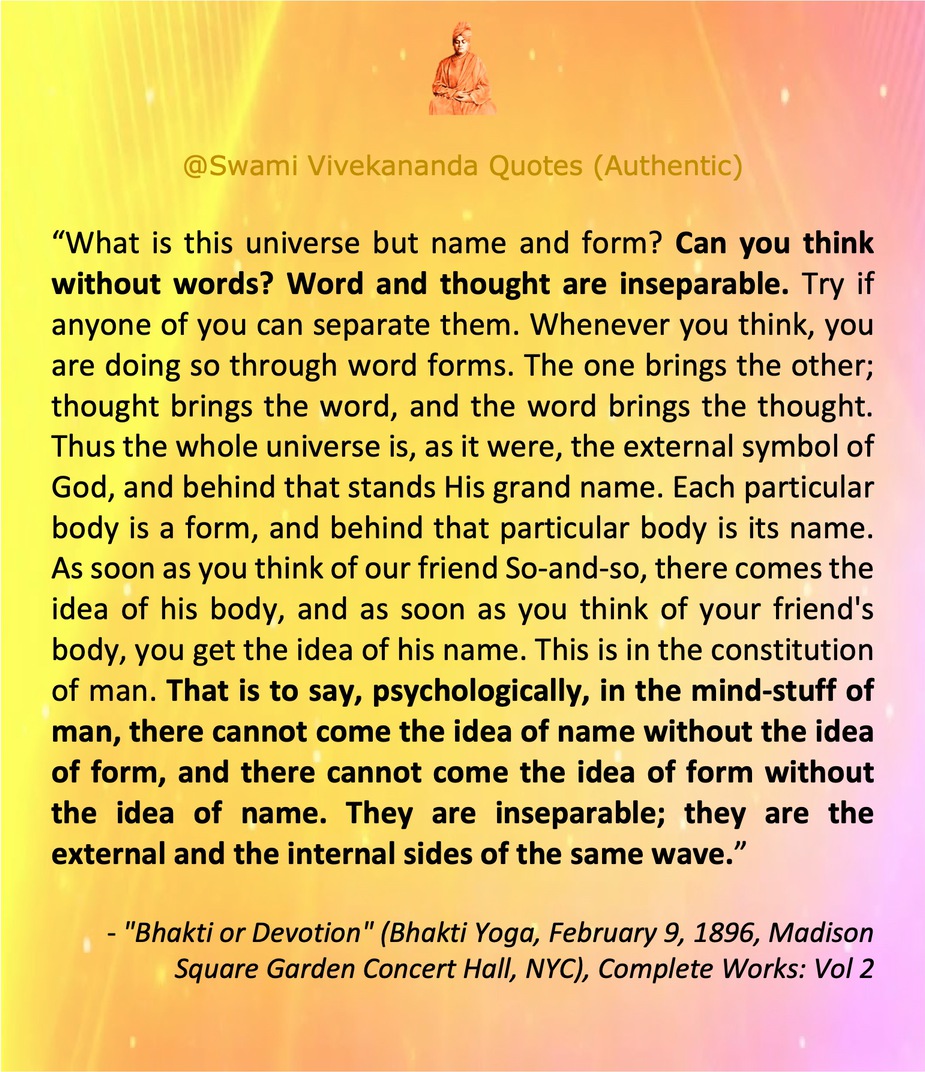 @Swami Vivekananda Quotes (Authentic)
“What is this universe but name and form? Can you think
without words? Word and thought are inseparable. Try if
anyone of you can separate them. Whenever you think, you
are doing so through word forms. The one brings the other;
thought brings the word, and the word brings the thought.
Thus the whole universe is, as it were, the external symbol of
God, and behind that stands His grand name. Each particular
body is a form, and behind that particular body is its name.
As soon as you think of our friend So-and-so, there comes the
idea of his body, and as soon as you think of your friend's
body, you get the idea of his name. This is in the constitution
of man. That is to say, psychologically, in the mind-stuff of
man, there cannot come the idea of name without the idea
of form, and there cannot come the idea of form without
the idea of name. They are inseparable; they are the
external and the internal sides of the same wave.”
- "Bhakti or Devotion" (Bhakti Yoga, February 9, 1896, Madison
Square Garden Concert Hall, NYC), Complete Works: Vol 2